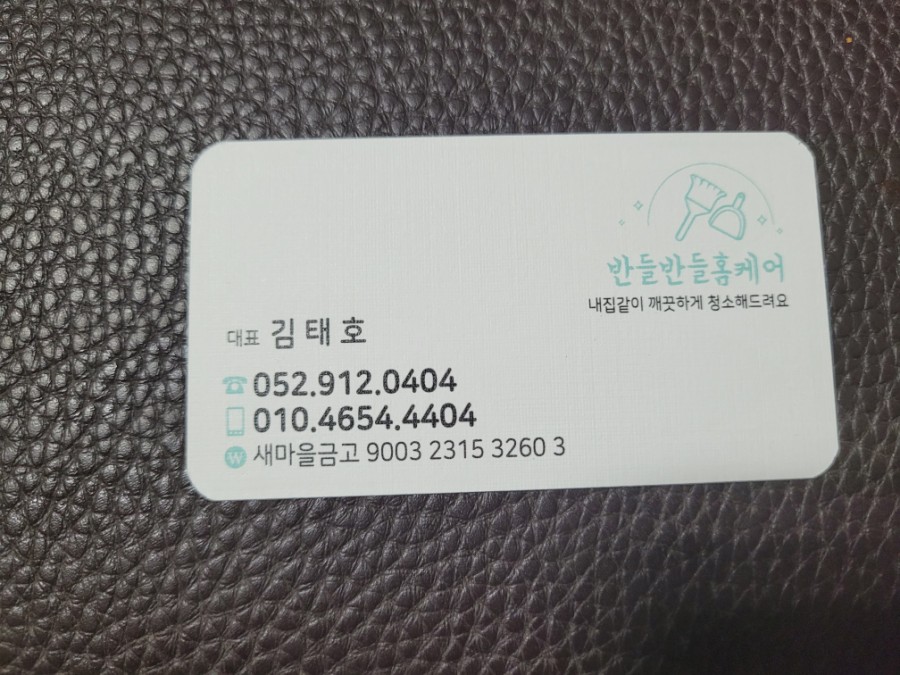 반들반들홈케어
내집같이 깨끗하게 청소해드려요
대표 김태호
052.912.0404
010.4654.4404
₩ 새마을금고 9003 2315 3260 3